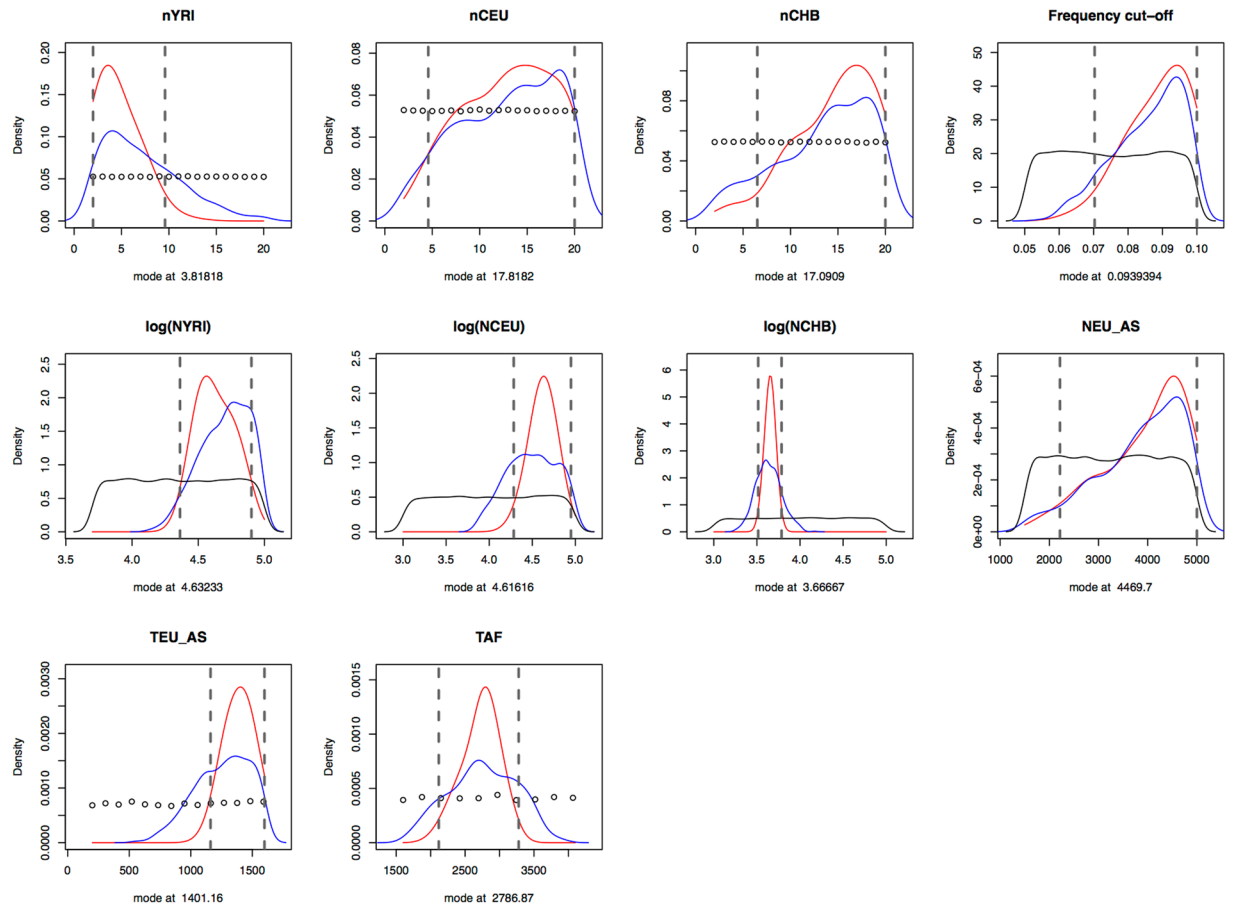 nYRI nCEU nCHB Frequency cut−off
Density
0.00 0.05 0.10 0.15 0.20
0 5 10 15 20
mode at 3.81818
Density
0.00 0.02 0.04 0.06 0.08
0 5 10 15 20
mode at 17.8182
Density
0.00 0.04 0.08
0 5 10 15 20
mode at 17.0909
Density
0 10 20 30 40 50
0.05 0.06 0.07 0.08 0.09 0.10
mode at 0.0939394
log(NYRI) log(NCEU) log(NCHB) NEU_AS
Density
0.0 0.5 1.0 1.5 2.0 2.5
3.5 4.0 4.5 5.0
mode at 4.63233
Density
0.0 0.5 1.0 1.5 2.0 2.5
3.0 3.5 4.0 4.5 5.0
mode at 4.61616
Density
0 1 2 3 4 5 6
3.0 3.5 4.0 4.5 5.0
mode at 3.66667
Density
0e+00 2e−04 4e−04 6e−04
1000 2000 3000 4000 5000
mode at 4469.7
TEU_AS TAF
Density
0.0000 0.0010 0.0020 0.0030
0 500 1000 1500
mode at 1401.16
Density
0.0000 0.0005 0.0010 0.0015
1500 2500 3500
mode at 2786.87